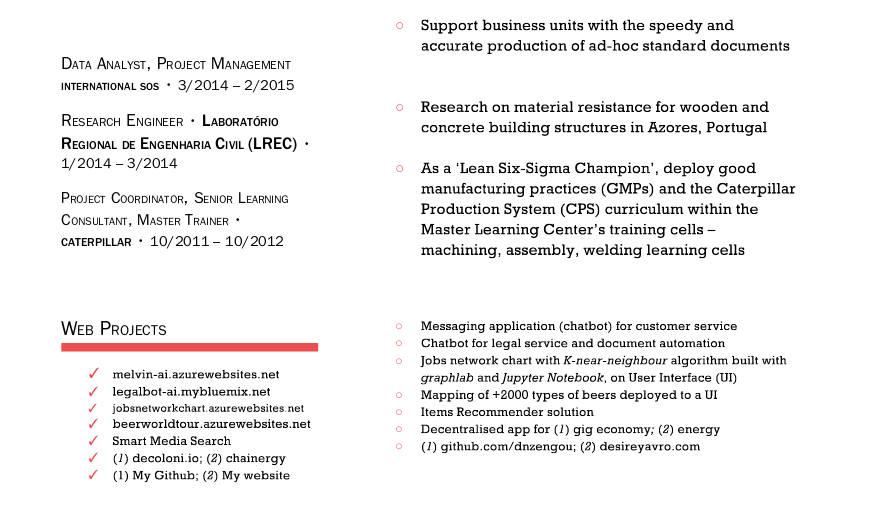 Data Analyst, Project Management
international sos • 3/2014 – 2/2015
Research Engineer • Laboratório
Regional de Engenharia Civil (LREC) •
1/2014 – 3/2014
Project Coordinator, Senior Learning
Consultant, Master Trainer •
caterpillar • 10/2011 – 10/2012
○ Support business units with the speedy and
accurate production of ad-hoc standard documents
○ Research on material resistance for wooden and
concrete building structures in Azores, Portugal
○ As a ‘Lean Six-Sigma Champion’, deploy good
manufacturing practices (GMPs) and the Caterpillar
Production System (CPS) curriculum within the
Master Learning Center’s training cells –
machining, assembly, welding learning cells
Web Projects
✓ melvin-ai.azurewebsites.net
✓ legalbot-ai.mybluemix.net
✓ jobsnetworkchart.azurewebsites.net
✓ beerworldtour.azurewebsites.net
✓ Smart Media Search
✓ (1) decoloni.io; (2) chainergy
✓ (1) My Github; (2) My website
○ Messaging application (chatbot) for customer service
○ Chatbot for legal service and document automation
○ Jobs network chart with K-near-neighbour algorithm built with
graphlab and Jupyter Notebook, on User Interface (UI)
○ Mapping of +2000 types of beers deployed to a UI
○ Items Recommender solution
○ Decentralised app for (1) gig economy; (2) energy
○ (1) github.com/dnzengou; (2) desireyavro.com